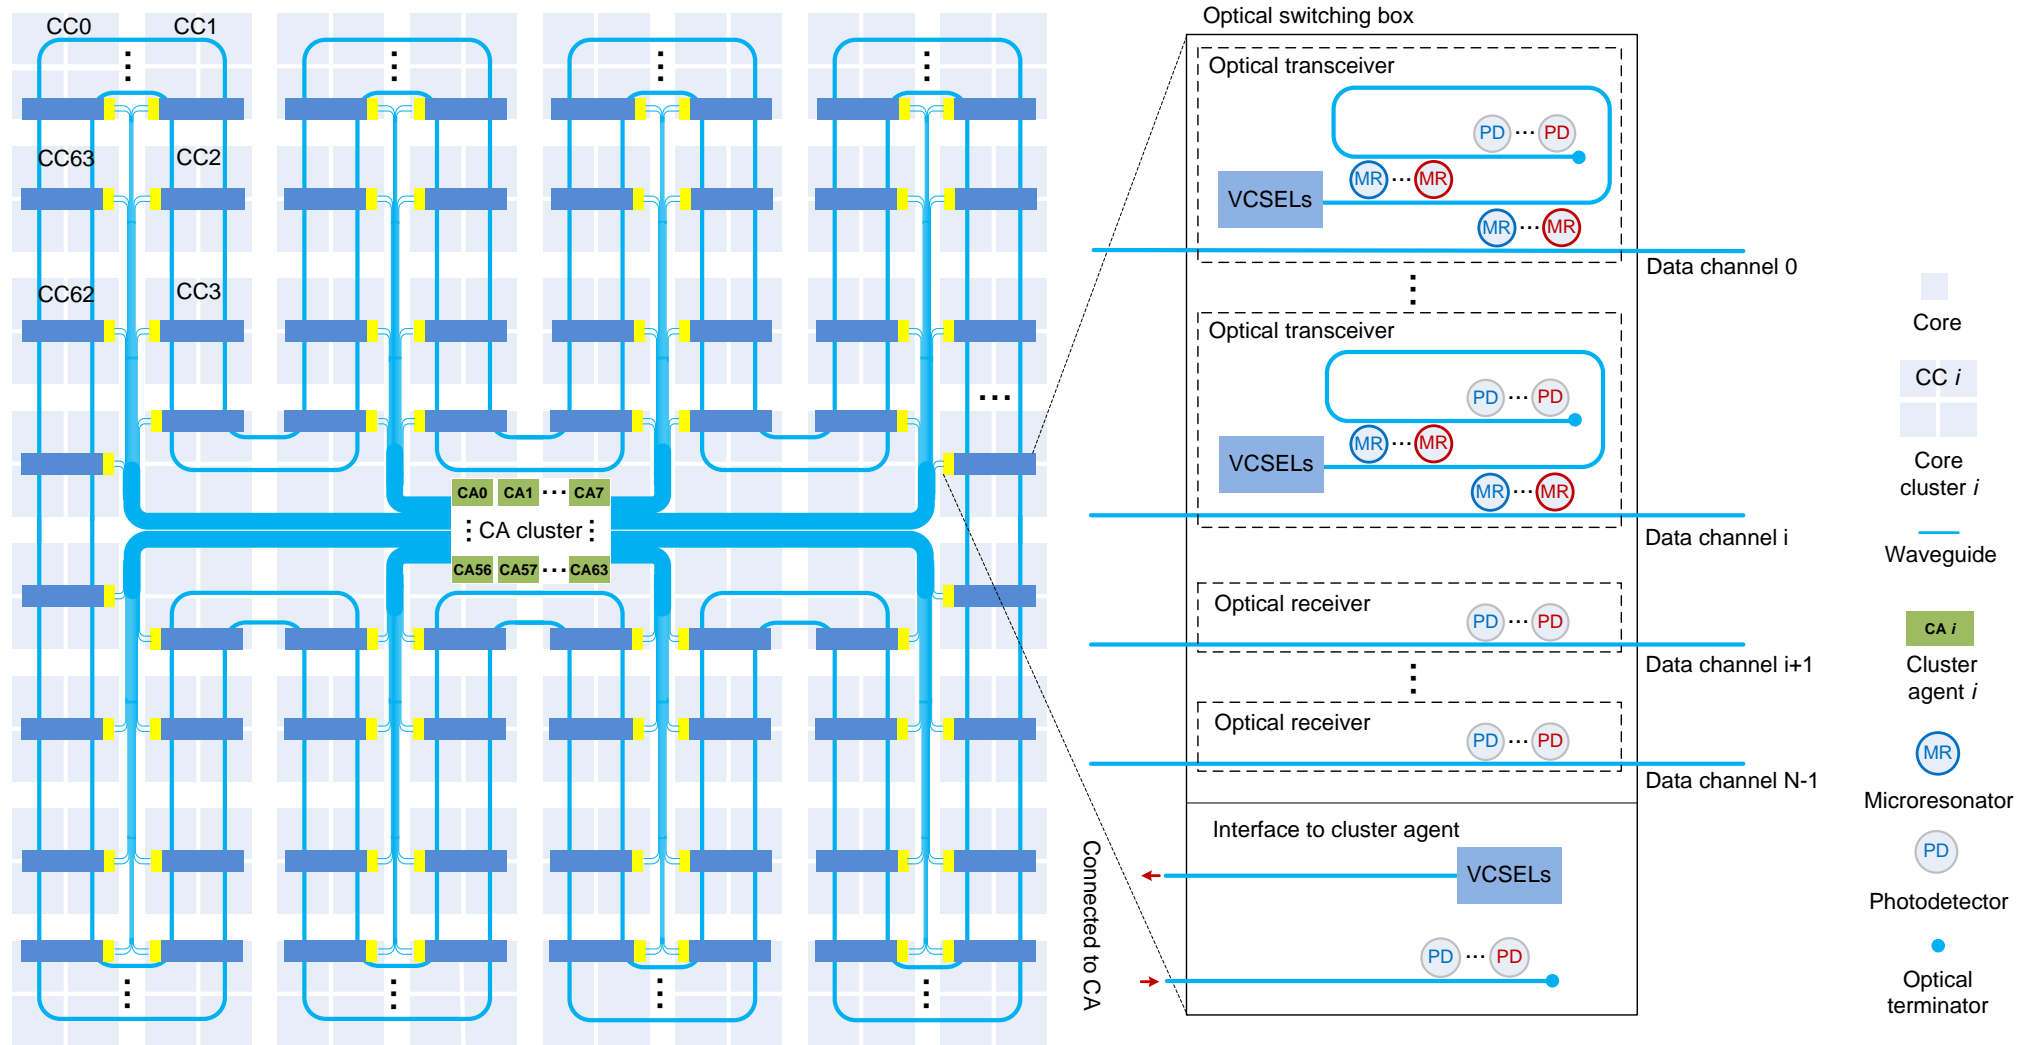 CC0
CC1
CC63
CC2
CC62
CC3
CA0
CA1
CA7
CA cluster
CA56
CA57
CA63
Optical switching box
Optical transceiver
PD ··· PD
MR ··· MR
VCSELs
MR ··· MR
Data channel 0
Optical transceiver
PD ··· PD
MR ··· MR
VCSELs
MR ··· MR
Data channel i
Optical receiver
PD ··· PD
Data channel i+1
Optical receiver
PD ··· PD
Data channel N-1
Interface to cluster agent
VCSELs
PD ··· PD
Connected to CA
Core
CC i
Core
cluster i
Waveguide
CA i
Cluster
agent i
MR
Microresonator
PD
Photodetector
Optical
terminator